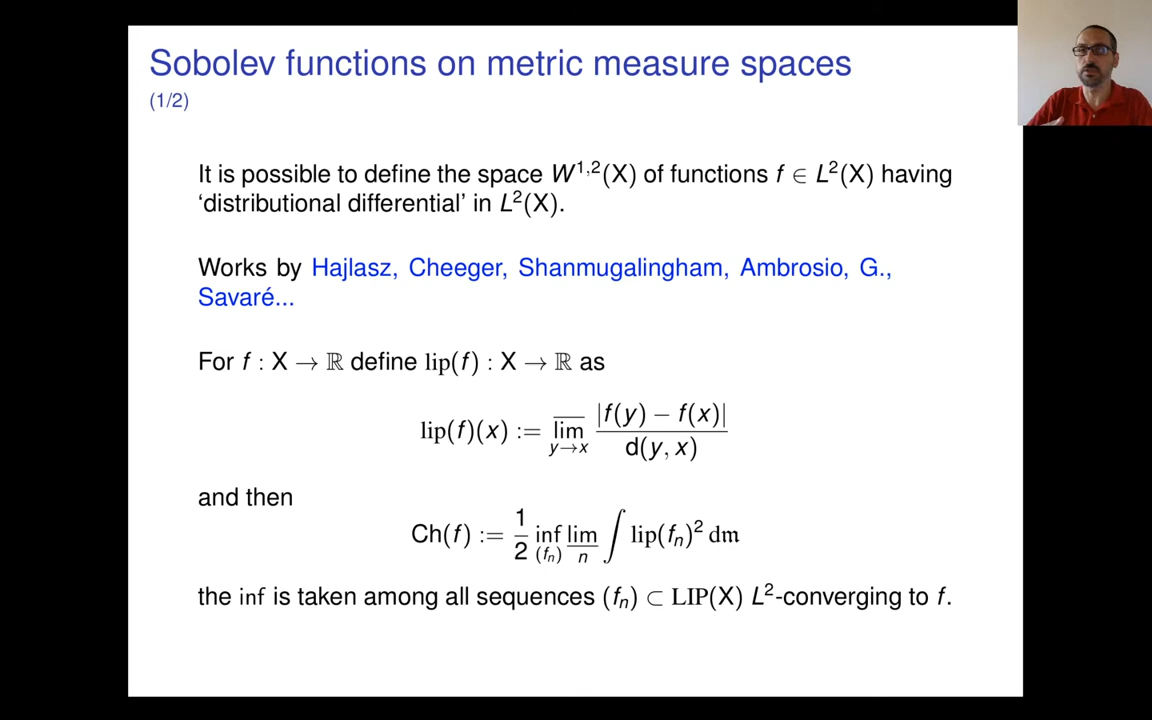 Sobolev functions on metric measure spaces
(1/2)
It is possible to define the space W^{1,2}(X) of functions f ∈ L²(X) having
‘distributional differential’ in L²(X).
Works by Hajlasz, Cheeger, Shanmugalingham, Ambrosio, G.,
Savaré...
For f : X → ℝ define lip(f) : X → ℝ as
lip(f)(x) := \overline{lim}_{y→x} |f(y) − f(x)| / d(y, x)
and then
Ch(f) := 1/2 inf_{(f_n)} \underline{lim}_n ∫ lip(f_n)² d𝔪
the inf is taken among all sequences (f_n) ⊂ LIP(X) L²-converging to f.